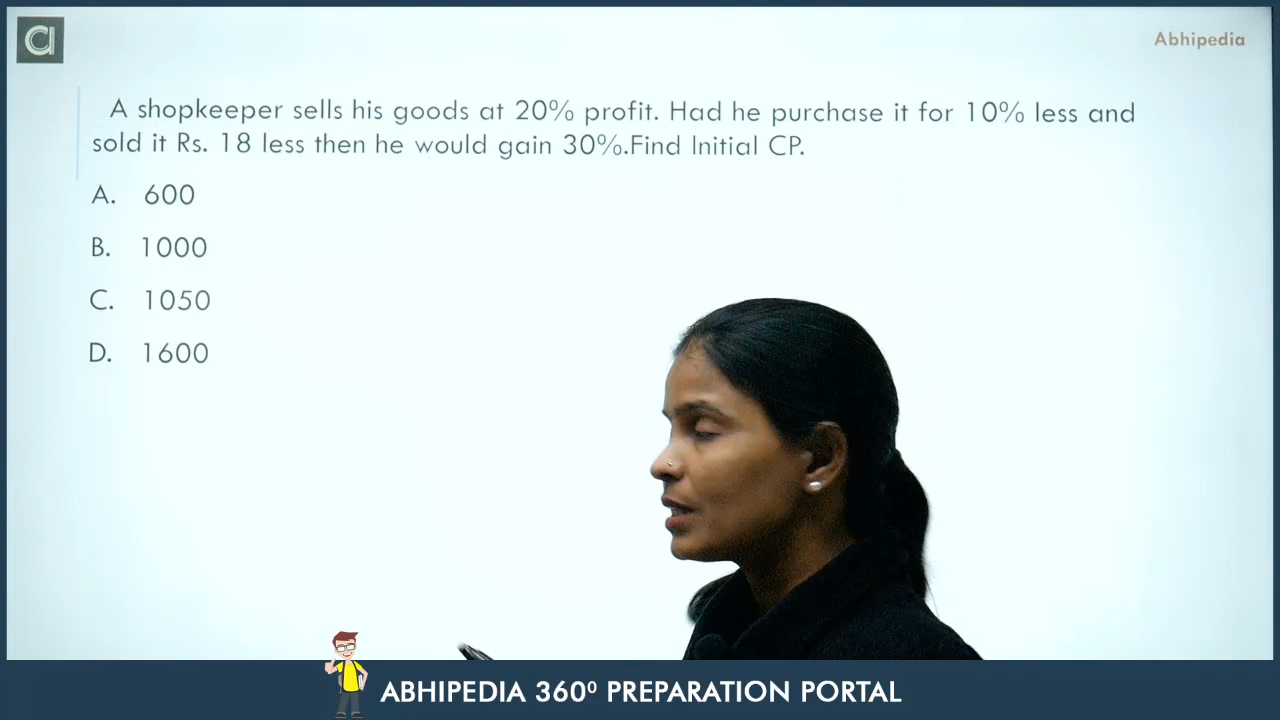 Abhipedia
A shopkeeper sells his goods at 20% profit. Had he purchase it for 10% less and
sold it Rs. 18 less then he would gain 30%.Find Initial CP.
A. 600
B. 1000
C. 1050
D. 1600
ABHIPEDIA 360⁰ PREPARATION PORTAL